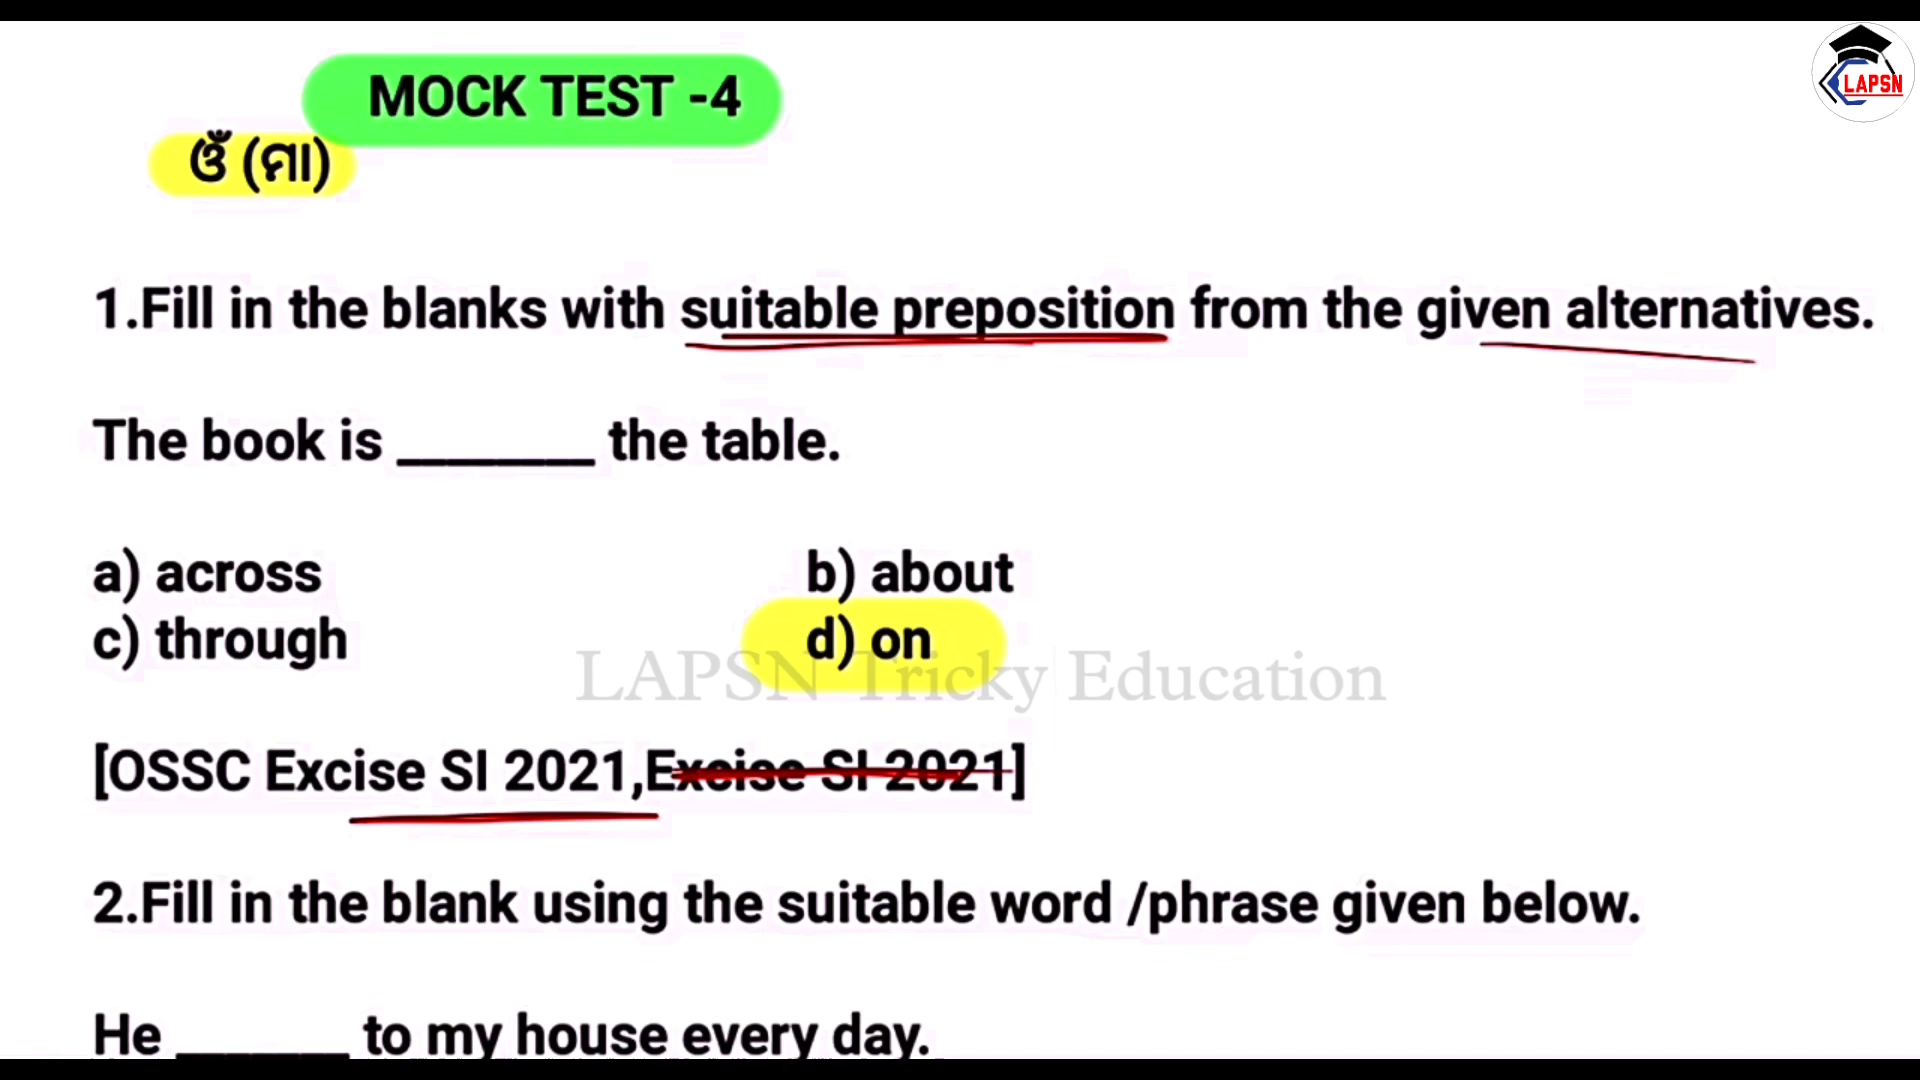 LAPSN
MOCK TEST -4
ଓଁ (ମା)
1.Fill in the blanks with suitable preposition from the given alternatives.
The book is ________ the table.
a) across b) about
c) through d) on
LAPSN Tricky Education
[OSSC Excise SI 2021,Excise SI 2021]
2.Fill in the blank using the suitable word /phrase given below.
He _______ to my house every day.